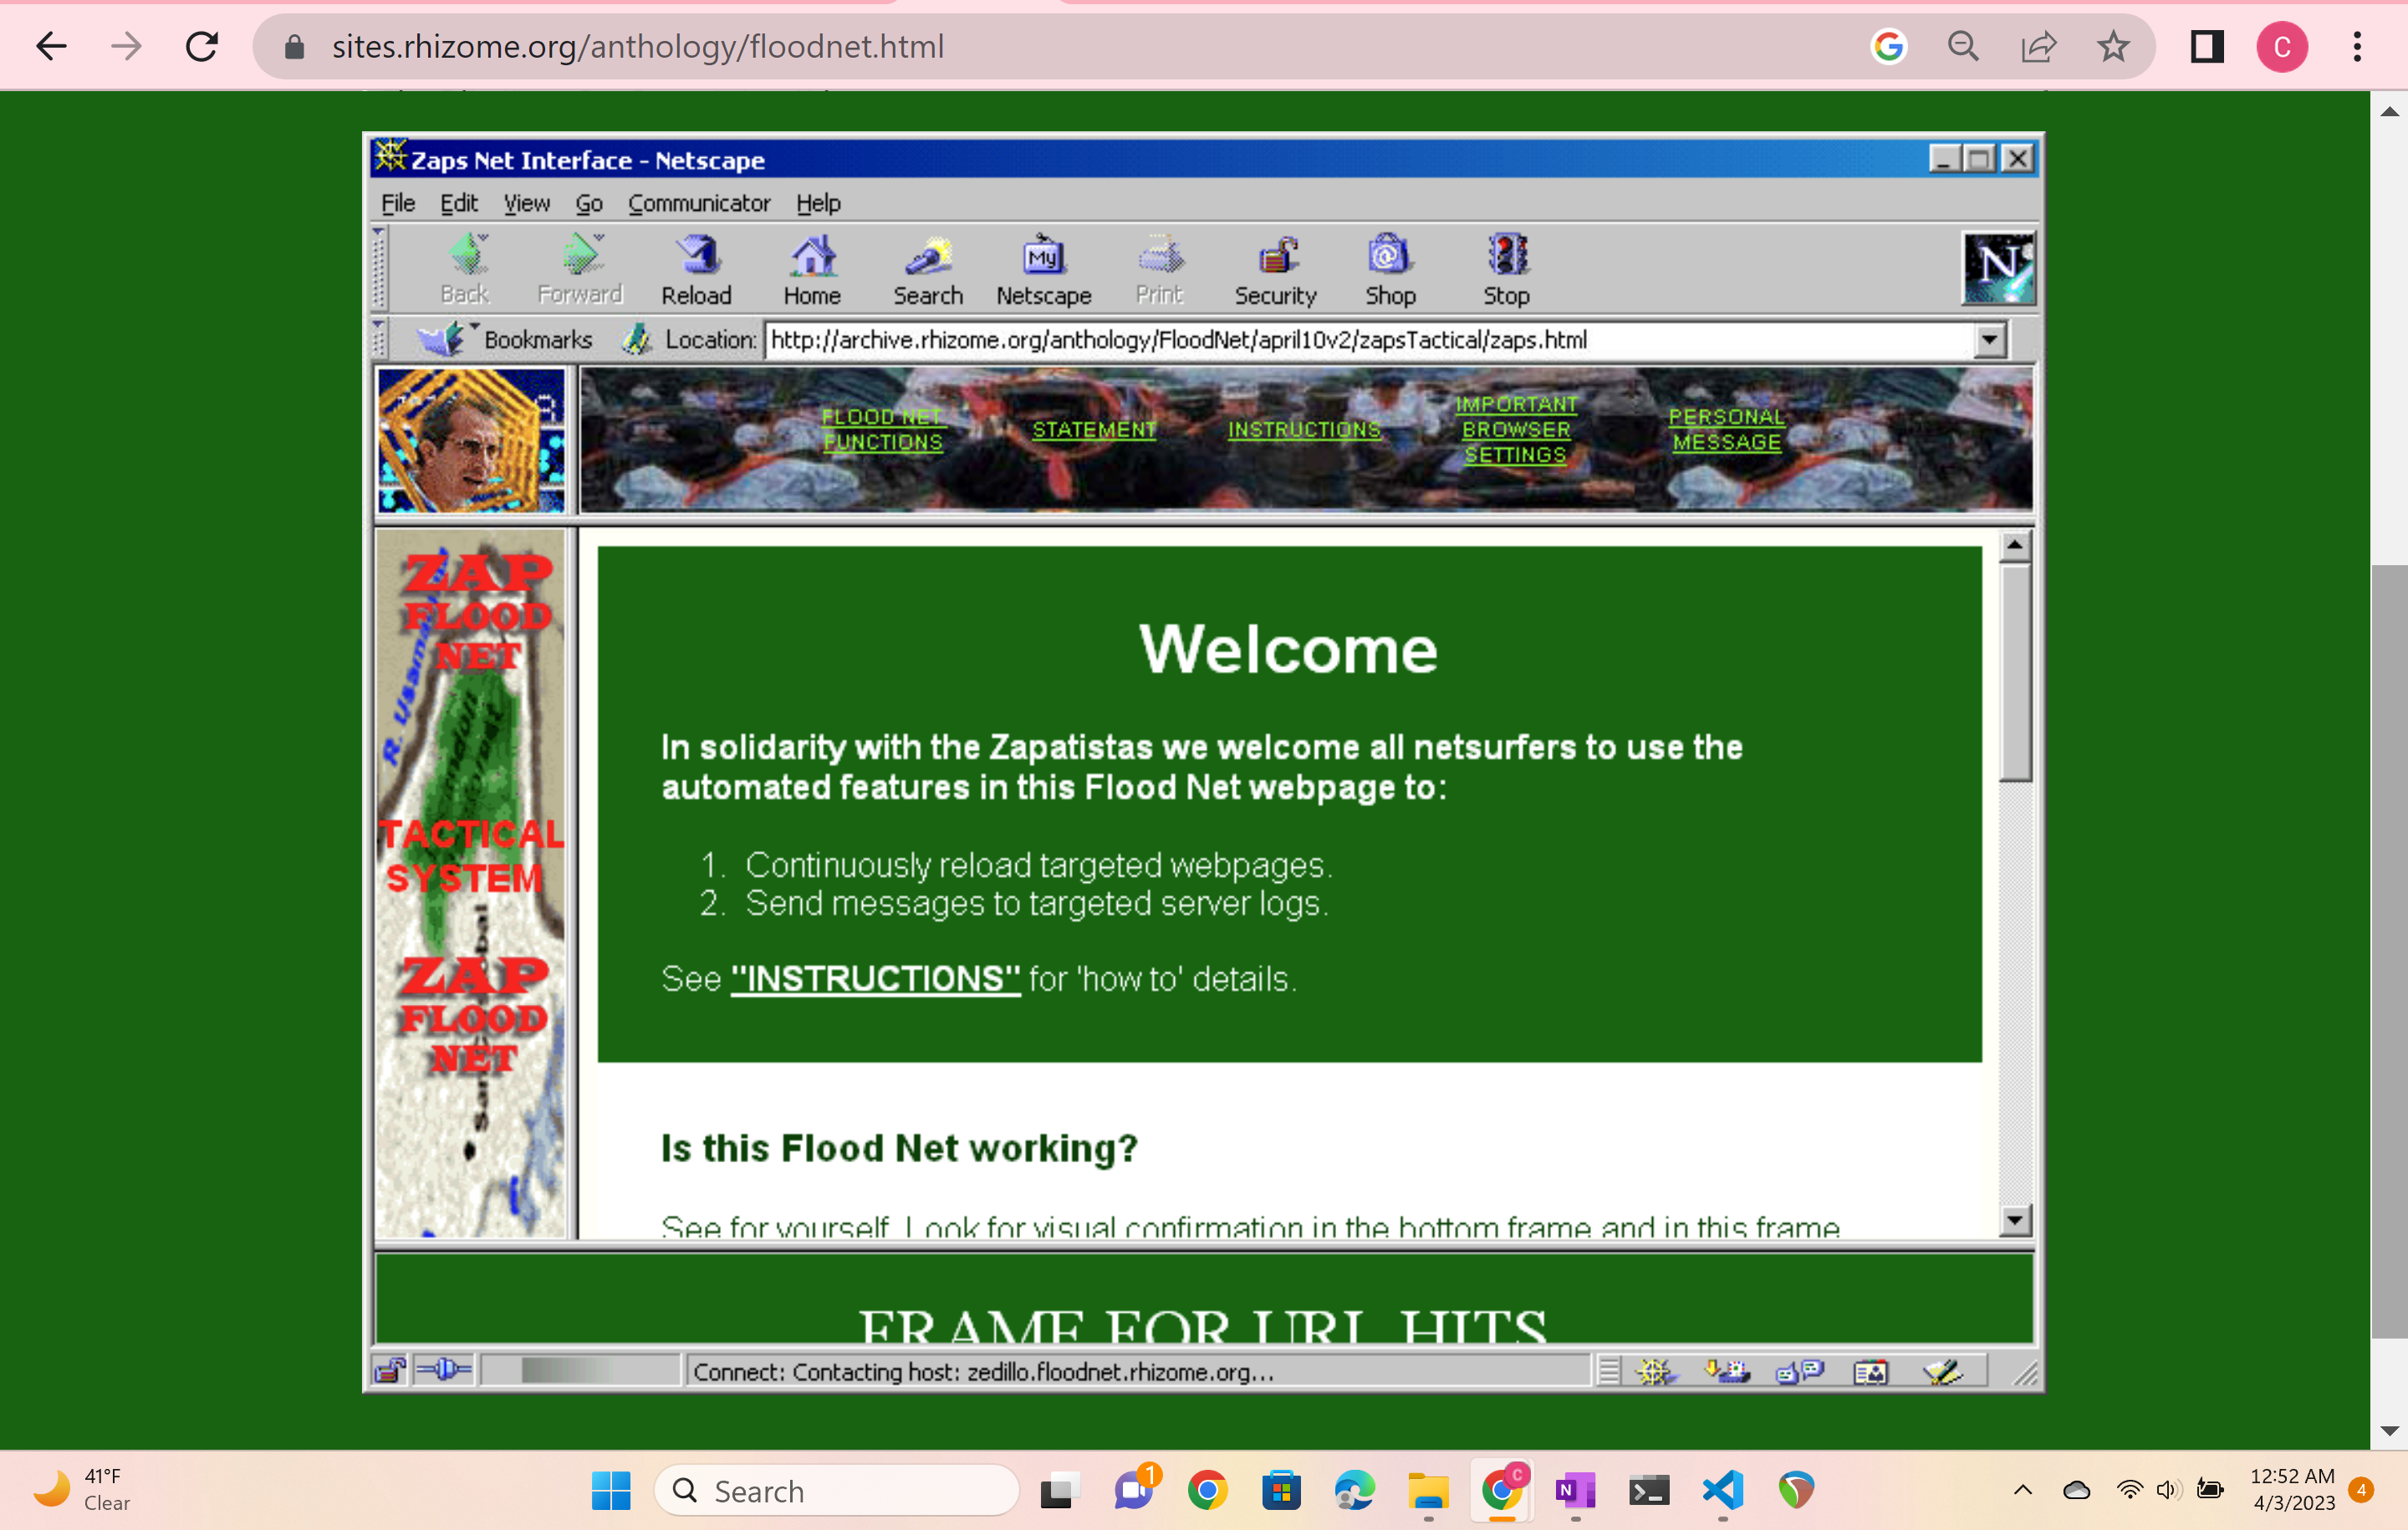 sites.rhizome.org/anthology/floodnet.html
C
Zaps Net Interface - Netscape
File Edit View Go Communicator Help
My
N
Back Forward Reload Home Search Netscape Print Security Shop Stop
Bookmarks Location: http://archive.rhizome.org/anthology/FloodNet/april10v2/zapsTactical/zaps.html
FLOOD NET FUNCTIONS
STATEMENT
INSTRUCTIONS
IMPORTANT BROWSER SETTINGS
PERSONAL MESSAGE
ZAP
FLOOD
NET
TACTICAL
SYSTEM
ZAP
FLOOD
NET
Welcome
In solidarity with the Zapatistas we welcome all netsurfers to use the
automated features in this Flood Net webpage to:
1. Continuously reload targeted webpages.
2. Send messages to targeted server logs.
See "INSTRUCTIONS" for 'how to' details.
Is this Flood Net working?
See for yourself. Look for visual confirmation in the bottom frame and in this frame
FRAME FOR URL HITS
Connect: Contacting host: zedillo.floodnet.rhizome.org...
41°F
Clear
Search
1
C
N
12:52 AM
4/3/2023
4